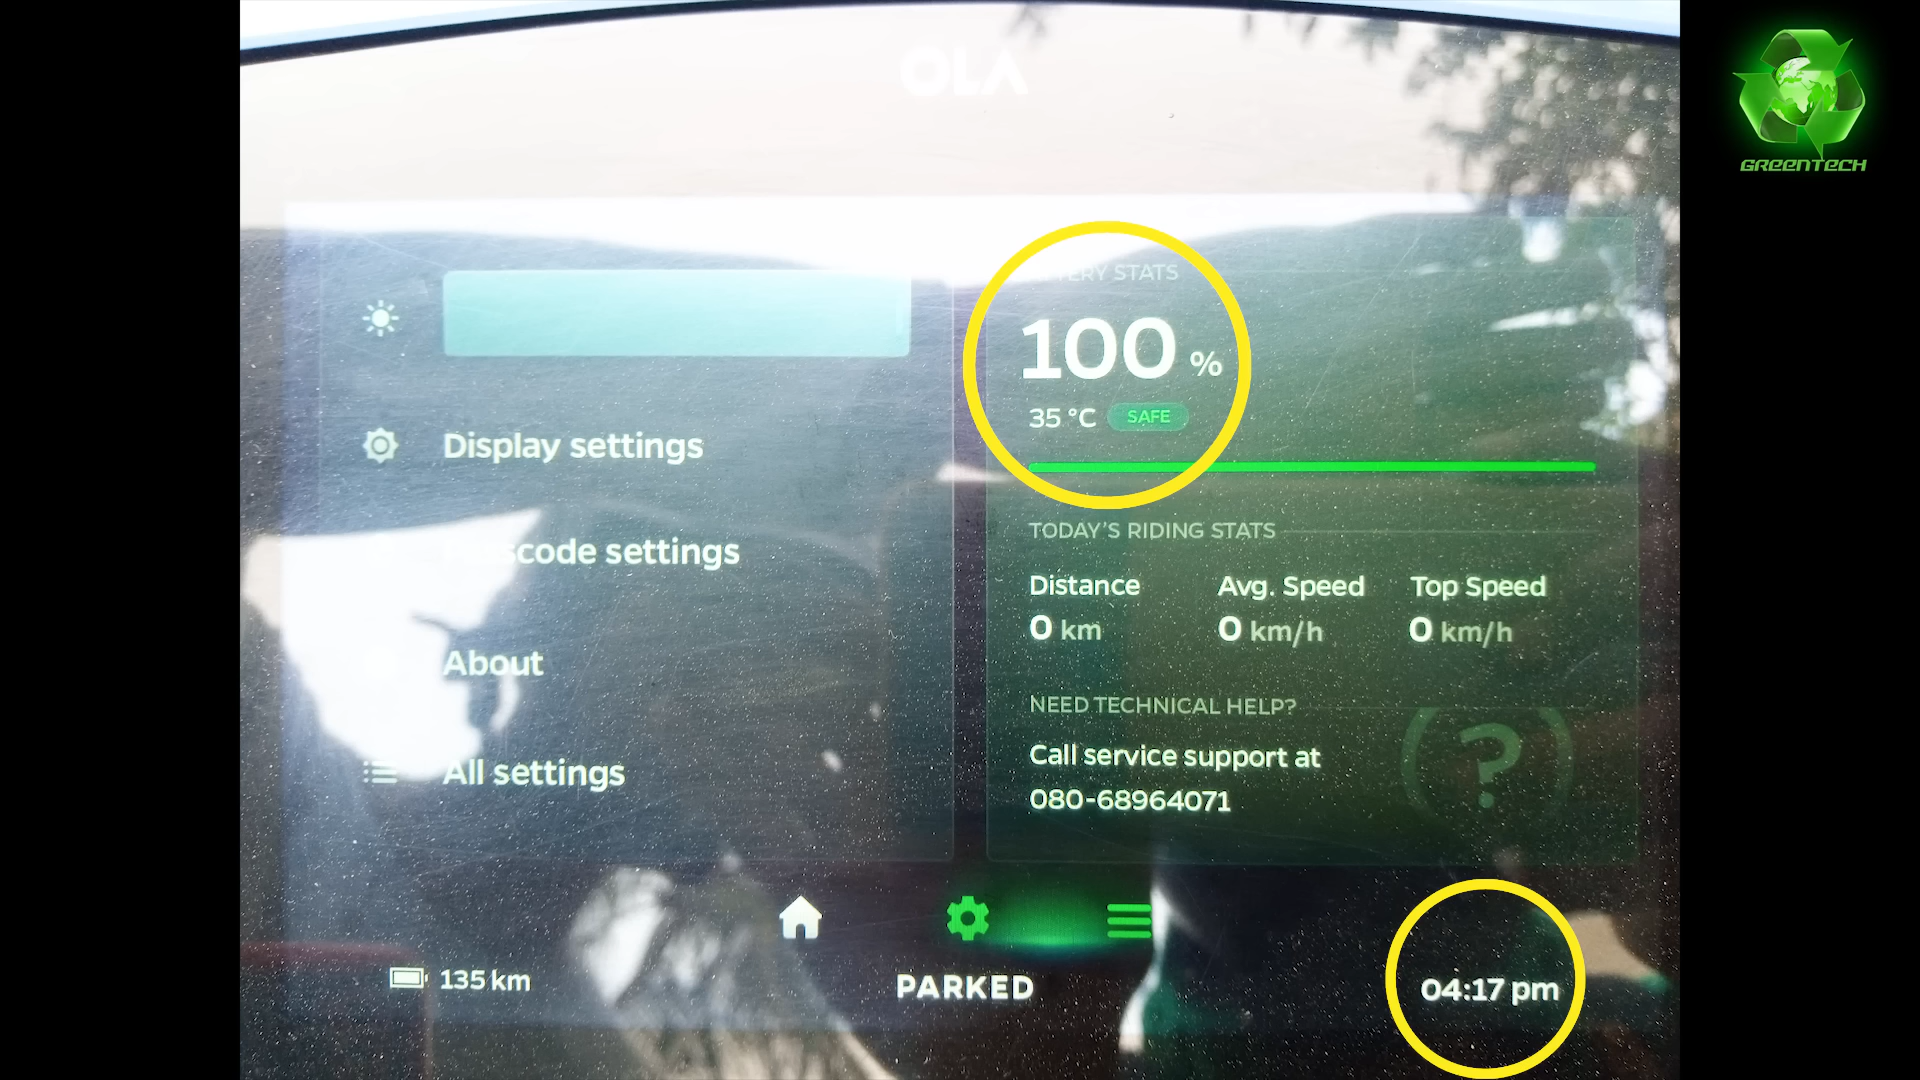 OLA
GREENTECH
STATS
100 %
35 °C SAFE
Display settings
settings
About
All settings
TODAY'S RIDING STATS
Distance Avg. Speed Top Speed
0 km 0 km/h 0 km/h
NEED TECHNICAL HELP?
Call service support at
080-68964071
?
135 km
PARKED
04:17 pm